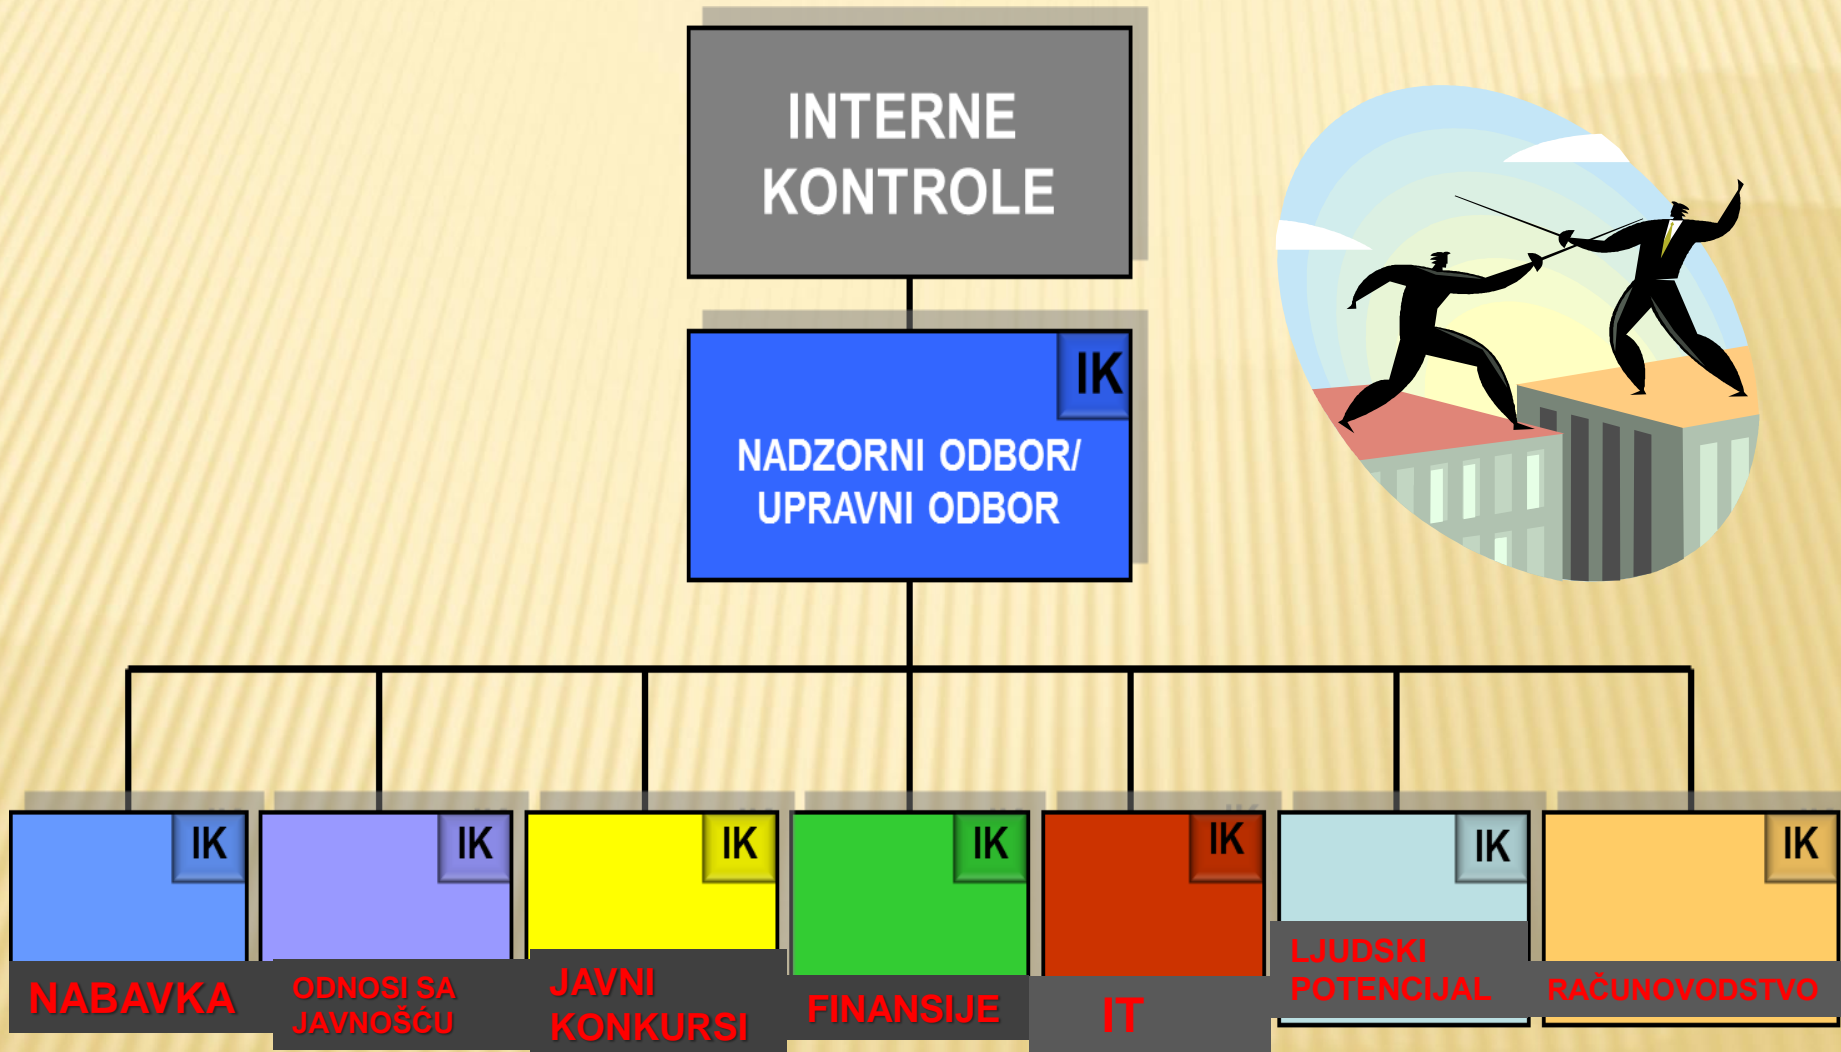 INTERNE
KONTROLE
IK
NADZORNI ODBOR/
UPRAVNI ODBOR
IK
NABAVKA
IK
ODNOSI SA
JAVNOŠĆU
IK
JAVNI
KONKURSI
IK
FINANSIJE
IK
IT
IK
LJUDSKI
POTENCIJAL
IK
RAČUNOVODSTVO